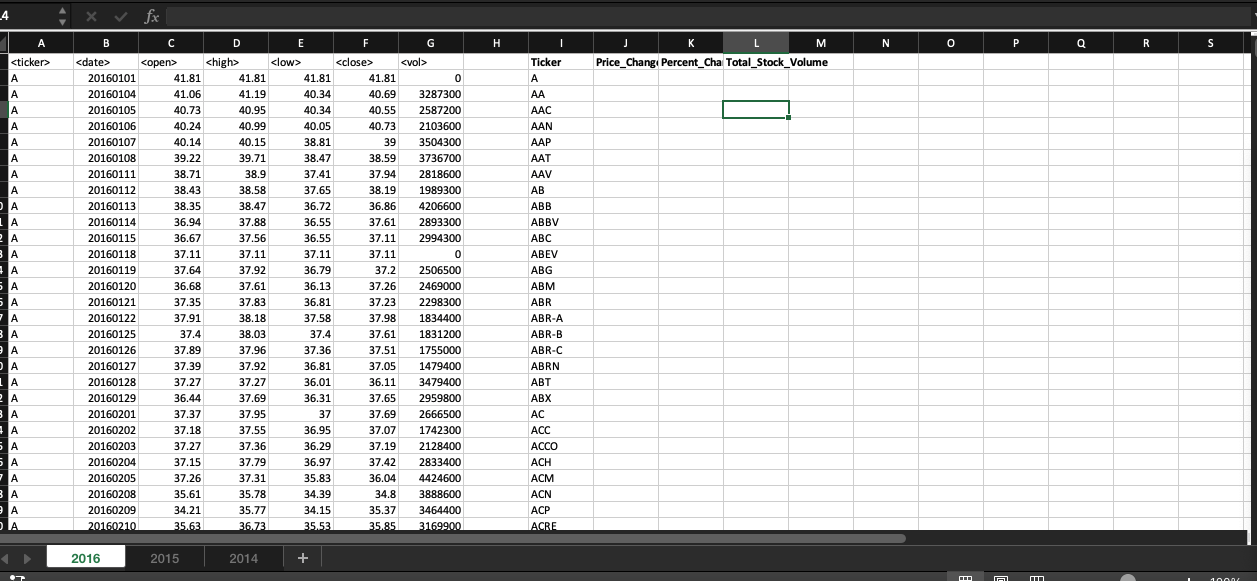 4 fx
A B C D E F G H I J K L M N O P Q R S
<ticker> <date> <open> <high> <low> <close> <vol> Ticker Price_Chang Percent_Cha Total_Stock_Volume
A 20160101 41.81 41.81 41.81 41.81 0 A
A 20160104 41.06 41.19 40.34 40.69 3287300 AA
A 20160105 40.73 40.95 40.34 40.55 2587200 AAC
A 20160106 40.24 40.99 40.05 40.73 2103600 AAN
A 20160107 40.14 40.15 38.81 39 3504300 AAP
A 20160108 39.22 39.71 38.47 38.59 3736700 AAT
A 20160111 38.71 38.9 37.41 37.94 2818600 AAV
A 20160112 38.43 38.58 37.65 38.19 1989300 AB
A 20160113 38.35 38.47 36.72 36.86 4206600 ABB
A 20160114 36.94 37.88 36.55 37.61 2893300 ABBV
A 20160115 36.67 37.56 36.55 37.11 2994300 ABC
A 20160118 37.11 37.11 37.11 37.11 0 ABEV
A 20160119 37.64 37.92 36.79 37.2 2506500 ABG
A 20160120 36.68 37.61 36.13 37.26 2469000 ABM
A 20160121 37.35 37.83 36.81 37.23 2298300 ABR
A 20160122 37.91 38.18 37.58 37.98 1834400 ABR-A
A 20160125 37.4 38.03 37.4 37.61 1831200 ABR-B
A 20160126 37.89 37.96 37.36 37.51 1755000 ABR-C
A 20160127 37.39 37.92 36.81 37.05 1479400 ABRN
A 20160128 37.27 37.27 36.01 36.11 3479400 ABT
A 20160129 36.44 37.69 36.31 37.65 2959800 ABX
A 20160201 37.37 37.95 37 37.69 2666500 AC
A 20160202 37.18 37.55 36.95 37.07 1742300 ACC
A 20160203 37.27 37.36 36.29 37.19 2128400 ACCO
A 20160204 37.15 37.79 36.97 37.42 2833400 ACH
A 20160205 37.26 37.31 35.83 36.04 4424600 ACM
A 20160208 35.61 35.78 34.39 34.8 3888600 ACN
A 20160209 34.21 35.77 34.15 35.37 3464400 ACP
A 20160210 35.63 36.73 35.53 35.85 3169900 ACRE
2016 2015 2014 +